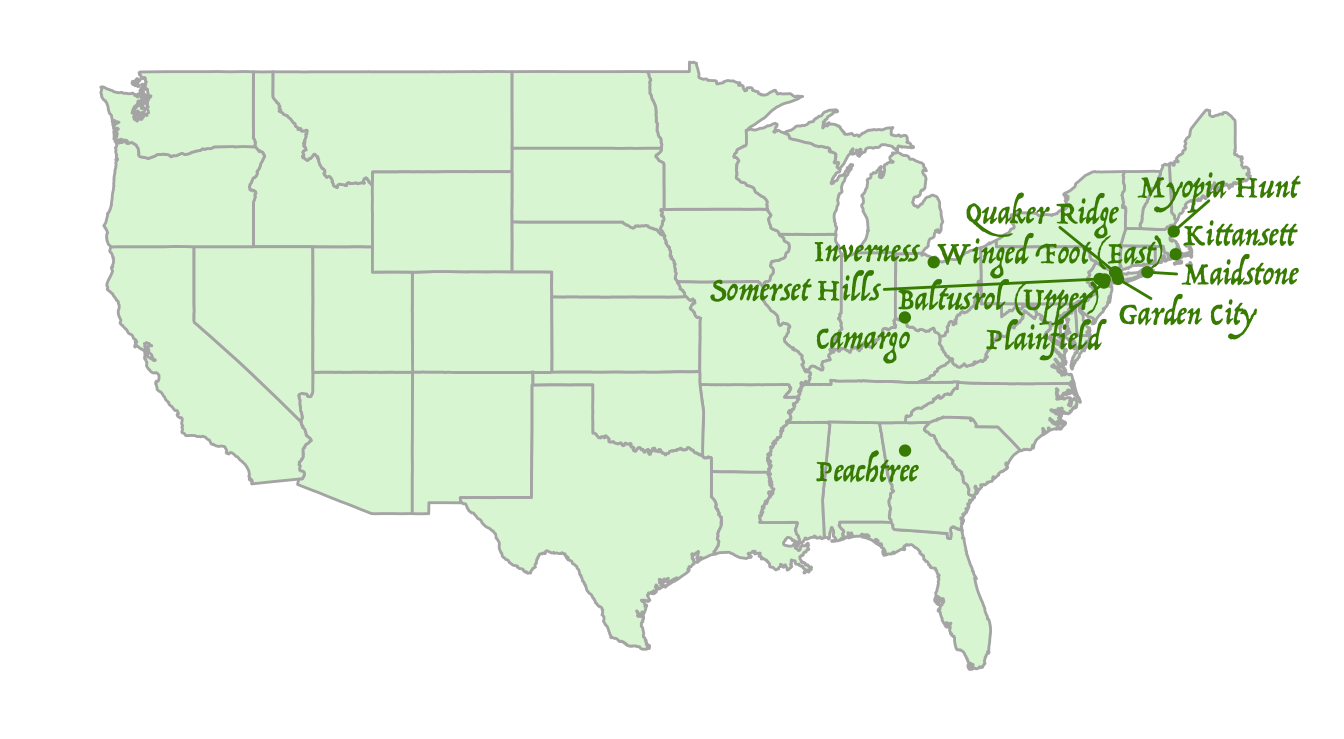 Myopia Hunt
Quaker Ridge
Kittansett
Inverness
Winged Foot (East)
Maidstone
Somerset Hills
Baltusrol (Upper)
Garden City
Camargo
Plainfield
Peachtree